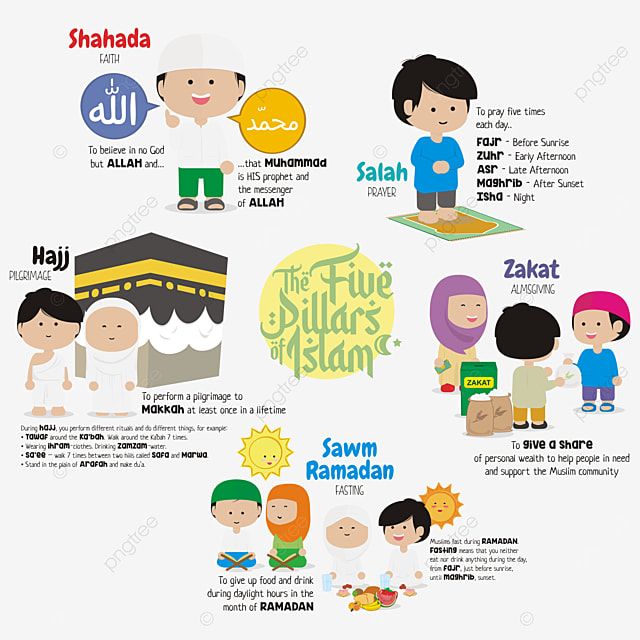 Shahada
FAITH
الله
محمد
To believe in no God
but ALLAH and...
...that Muhammad
is HIS prophet and
the messenger
of ALLAH
Salah
PRAYER
To pray five times
each day..
Fajr - Before Sunrise
Zuhr - Early Afternoon
Asr - Late Afternoon
Maghrib - After Sunset
Isha - Night
Hajj
PILGRIMAGE
To perform a pilgrimage to
Makkah at least once in a lifetime
During hajj, you perform different rituals and do different things, for example:
• Tawaf around the Ka'bah. Walk around the Ka'bah 7 times.
• Wearing Ihram-clothes. Drinking Zamzam-water.
• Sa'ee - walk 7 times between two hills called Safa and Marwa.
• Stand in the plain of Arafah and make du'a.
The Five
Pillars
of Islam
Zakat
ALMSGIVING
ZAKAT
To give a share
of personal wealth to help people in need
and support the Muslim community
Sawm
Ramadan
FASTING
To give up food and drink
during daylight hours in the
month of RAMADAN
Muslims fast during RAMADAN.
Fasting means that you neither
eat nor drink anything during the day,
from Fajr, just before sunrise,
until Maghrib, sunset.
pngtree